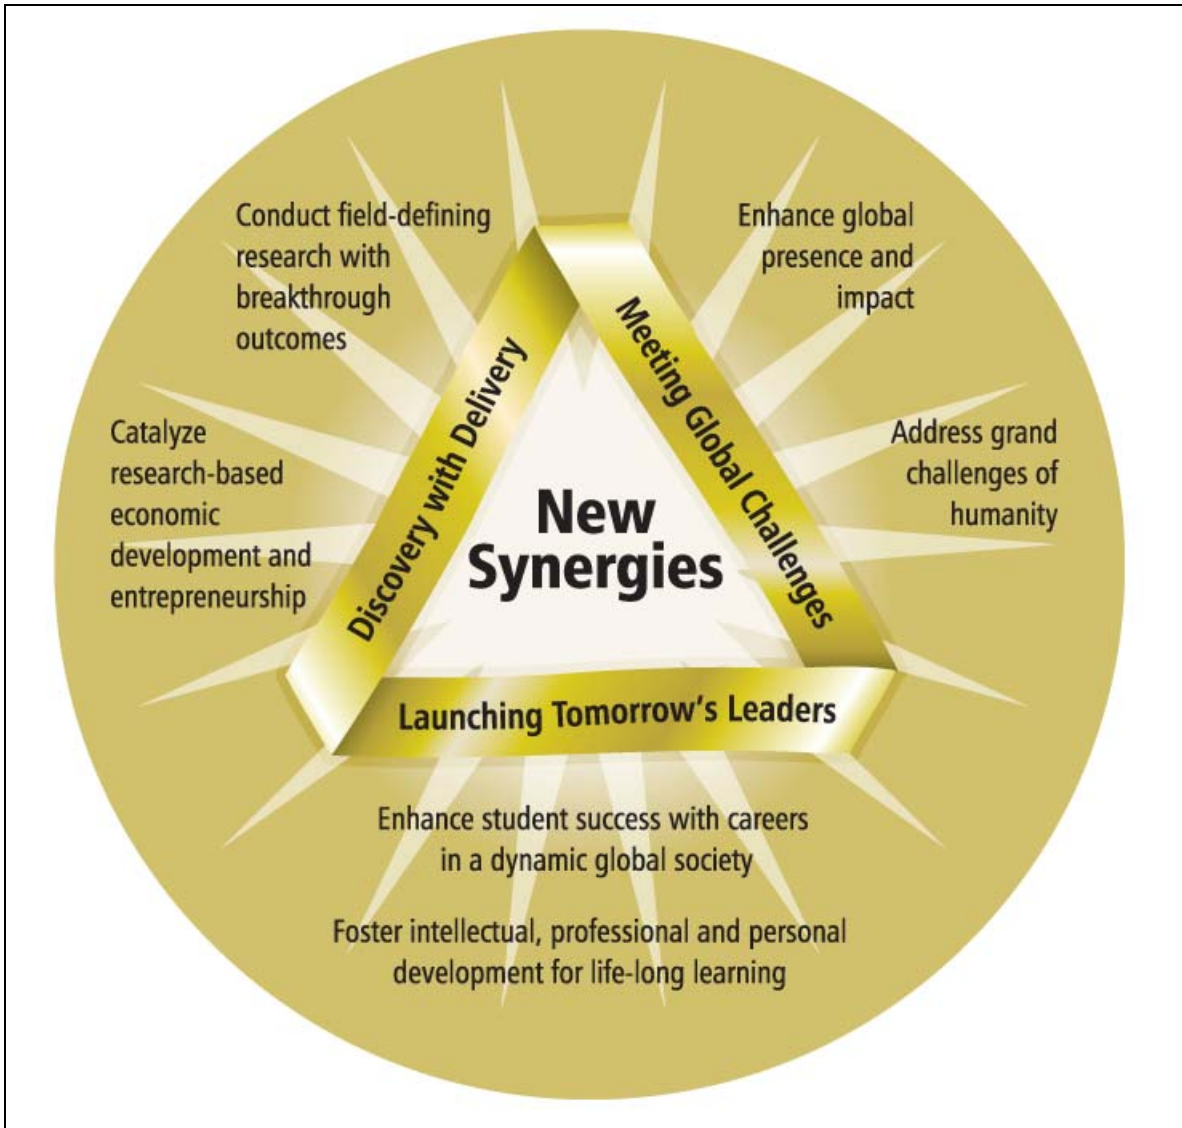 Conduct field-defining
research with
breakthrough
outcomes
Enhance global
presence and
impact
Catalyze
research-based
economic
development and
entrepreneurship
Address grand
challenges of
humanity
Discovery with Delivery
Meeting Global Challenges
New
Synergies
Launching Tomorrow's Leaders
Enhance student success with careers
in a dynamic global society
Foster intellectual, professional and personal
development for life-long learning